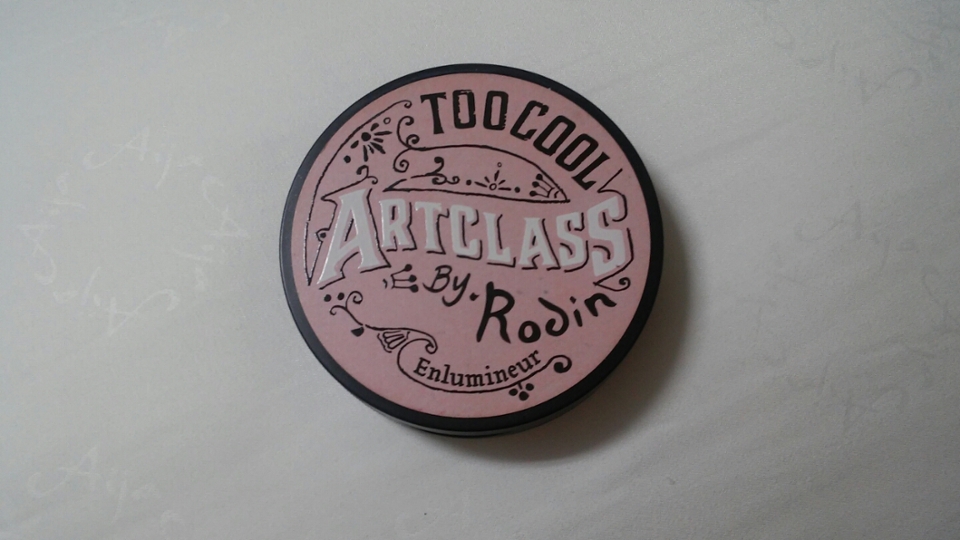 TOO COOL
ARTCLASS
By. Rodin
Enlumineur